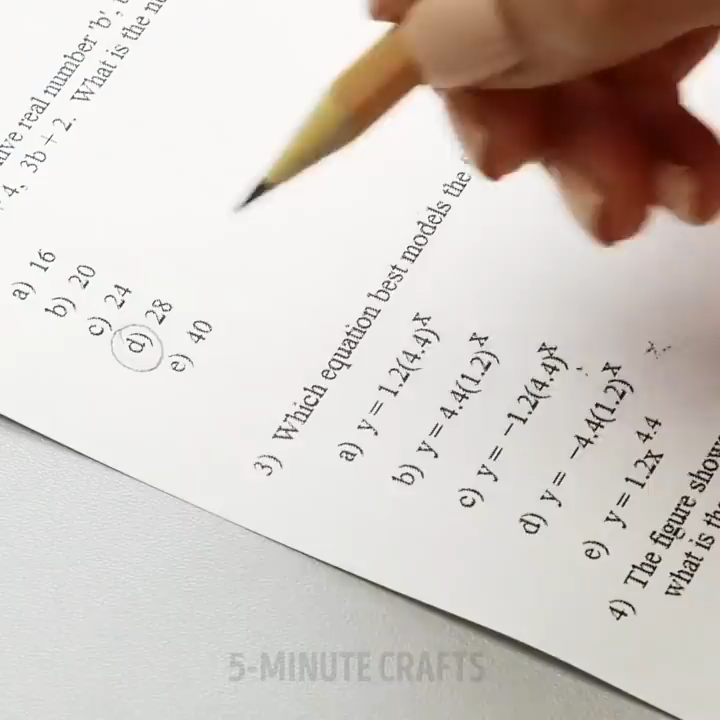 real number 'b',
4, 3b + 2. What is the
a) 16
b) 20
c) 24
d) 28
e) 40
3) Which equation best models the
a) y = 1.2(4.4)^x
b) y = 4.4(1.2)^x
c) y = −1.2(4.4)^x
d) y = −4.4(1.2)^x
e) y = 1.2x^4.4
4) The figure show
what is the
5-MINUTE CRAFTS